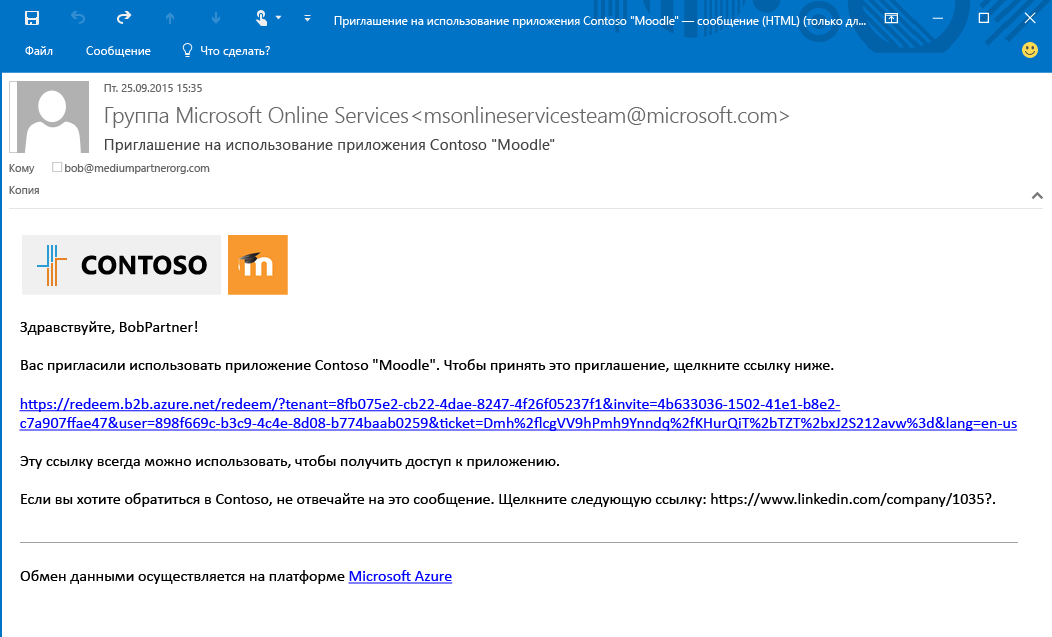 Приглашение на использование приложения Contoso "Moodle" — сообщение (HTML) (только дл...
Файл Сообщение Что сделать?
Пт. 25.09.2015 15:35
Группа Microsoft Online Services<msonlineservicesteam@microsoft.com>
Приглашение на использование приложения Contoso "Moodle"
Кому bob@mediumpartnerorg.com
Копия
CONTOSO m
Здравствуйте, BobPartner!
Вас пригласили использовать приложение Contoso "Moodle". Чтобы принять это приглашение, щелкните ссылку ниже.
https://redeem.b2b.azure.net/redeem/?tenant=8fb075e2-cb22-4dae-8247-4f26f05237f1&invite=4b633036-1502-41e1-b8e2-
c7a907ffae47&user=898f669c-b3c9-4c4e-8d08-b774baab0259&ticket=Dmh%2flcgVV9hPmh9Ynndq%2fKHurQiT%2bTZT%2bxJ2S212avw%3d&lang=en-us
Эту ссылку всегда можно использовать, чтобы получить доступ к приложению.
Если вы хотите обратиться в Contoso, не отвечайте на это сообщение. Щелкните следующую ссылку: https://www.linkedin.com/company/1035?.
Обмен данными осуществляется на платформе Microsoft Azure